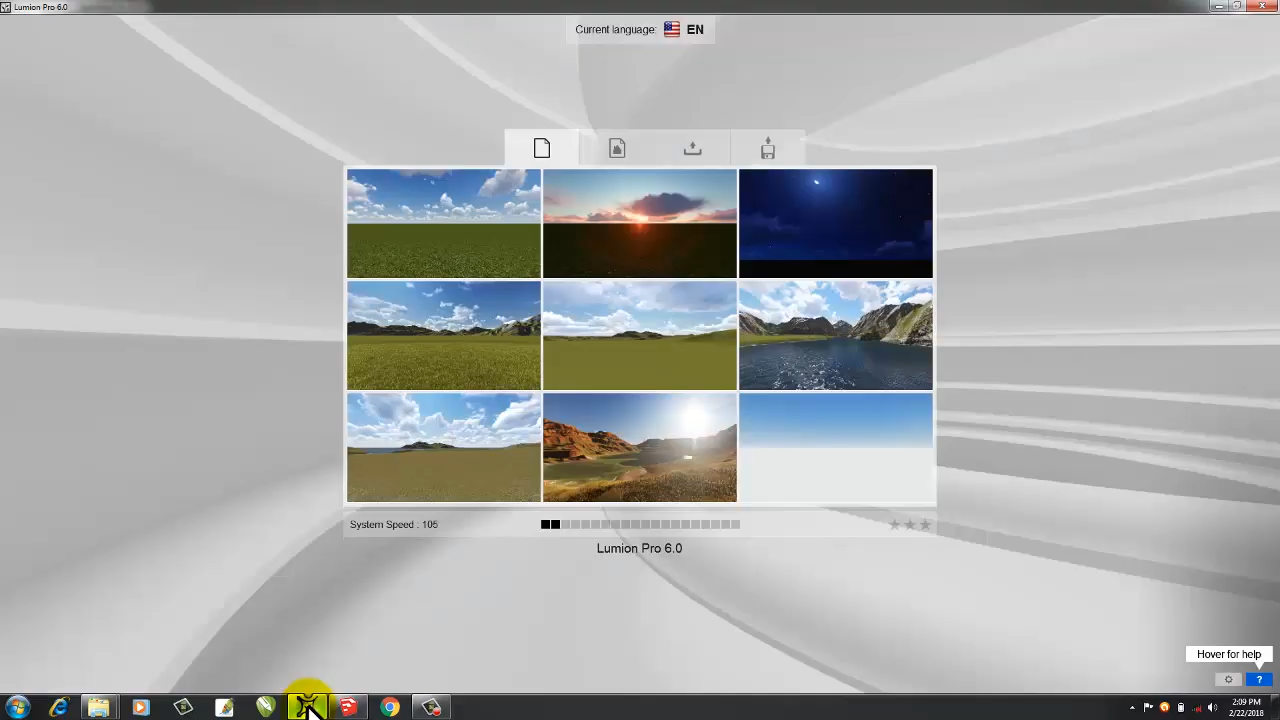 Lumion Pro 6.0
Current language: EN
System Speed : 105
Lumion Pro 6.0
Hover for help
?
2:09 PM
2/22/2018